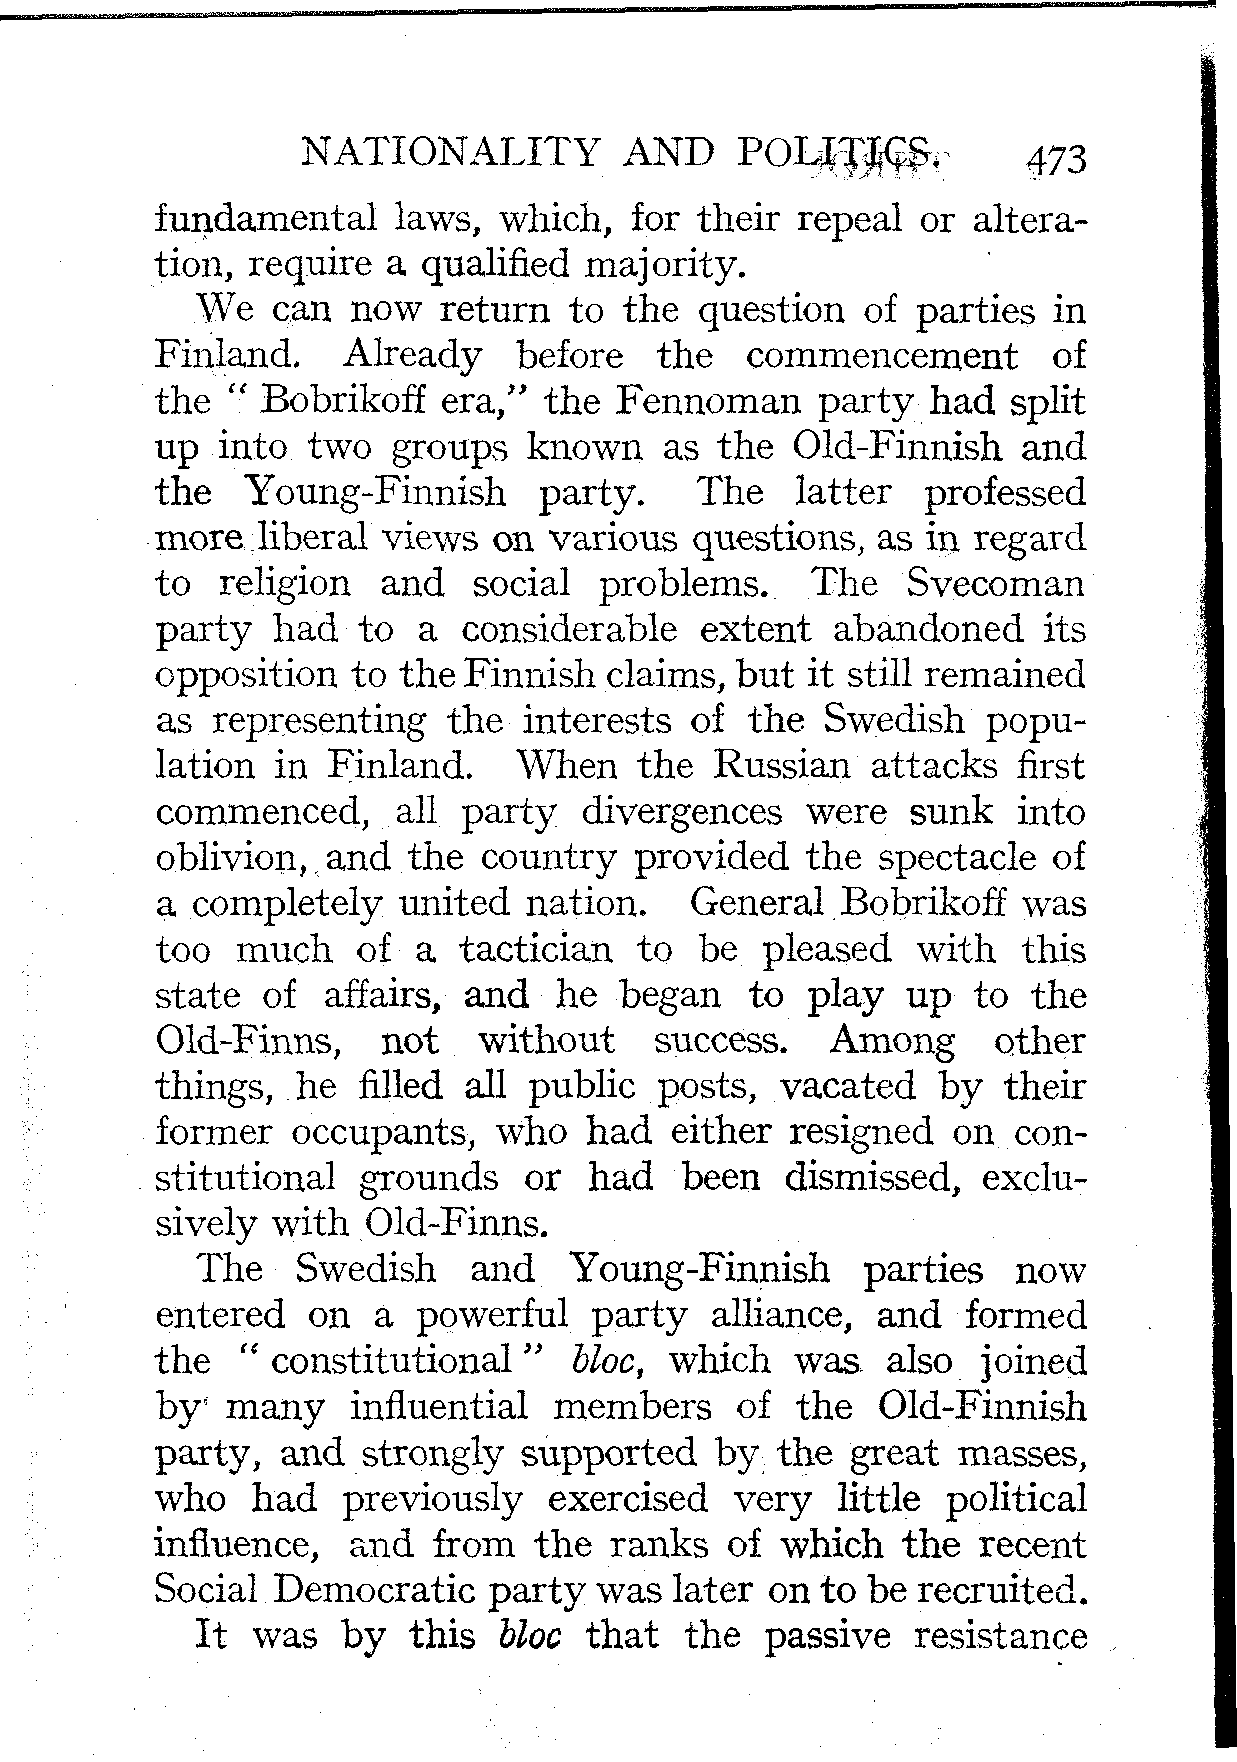 NATIONALITY AND POLITICS. 473
fundamental laws, which, for their repeal or altera-
tion, require a qualified majority.
We can now return to the question of parties in
Finland. Already before the commencement of
the " Bobrikoff era," the Fennoman party had split
up into two groups known as the Old-Finnish and
the Young-Finnish party. The latter professed
more liberal views on various questions, as in regard
to religion and social problems. The Svecoman
party had to a considerable extent abandoned its
opposition to the Finnish claims, but it still remained
as representing the interests of the Swedish popu-
lation in Finland. When the Russian attacks first
commenced, all party divergences were sunk into
oblivion, and the country provided the spectacle of
a completely united nation. General Bobrikoff was
too much of a tactician to be pleased with this
state of affairs, and he began to play up to the
Old-Finns, not without success. Among other
things, he filled all public posts, vacated by their
former occupants, who had either resigned on con-
stitutional grounds or had been dismissed, exclu-
sively with Old-Finns.
The Swedish and Young-Finnish parties now
entered on a powerful party alliance, and formed
the " constitutional " bloc, which was also joined
by many influential members of the Old-Finnish
party, and strongly supported by the great masses,
who had previously exercised very little political
influence, and from the ranks of which the recent
Social Democratic party was later on to be recruited.
It was by this bloc that the passive resistance